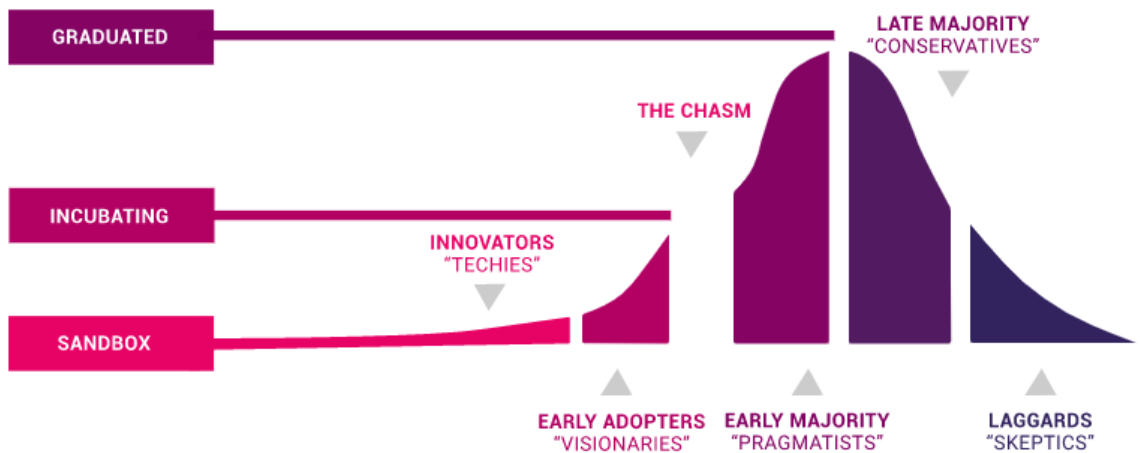 GRADUATED
LATE MAJORITY
“CONSERVATIVES”
THE CHASM
INCUBATING
INNOVATORS
“TECHIES”
SANDBOX
EARLY ADOPTERS
“VISIONARIES”
EARLY MAJORITY
“PRAGMATISTS”
LAGGARDS
“SKEPTICS”